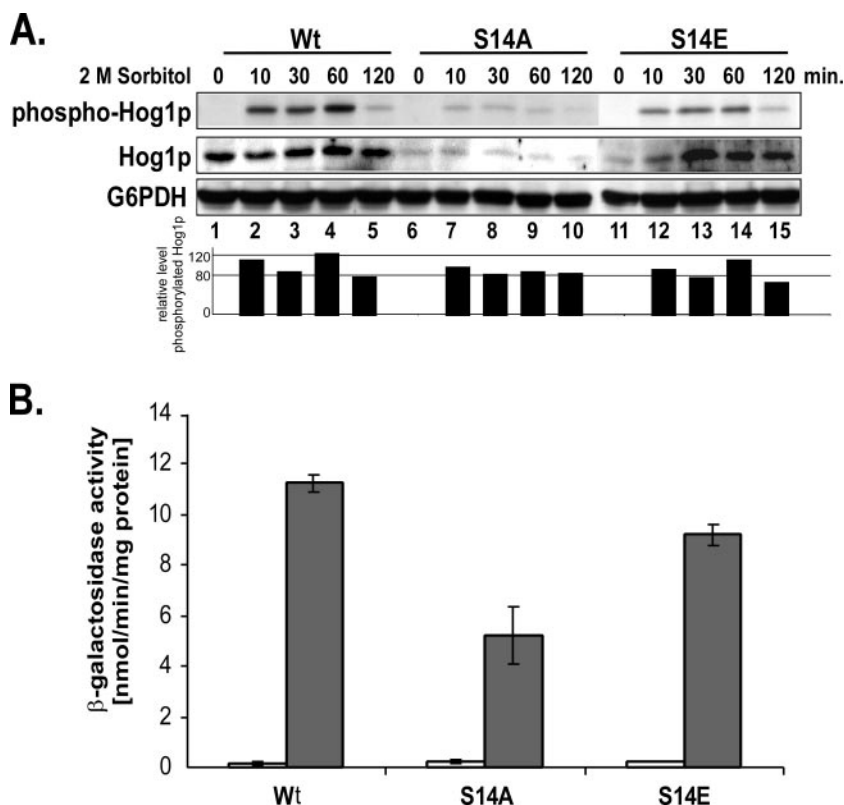 A.
Wt S14A S14E
2 M Sorbitol 0 10 30 60 120 0 10 30 60 120 0 10 30 60 120 min.
phospho-Hog1p
Hog1p
G6PDH
1 2 3 4 5 6 7 8 9 10 11 12 13 14 15
relative level
phosphorylated Hog1p
120
80
0
B.
β-galactosidase activity
[nmol/min/mg protein]
14
12
10
8
6
4
2
0
Wt S14A S14E